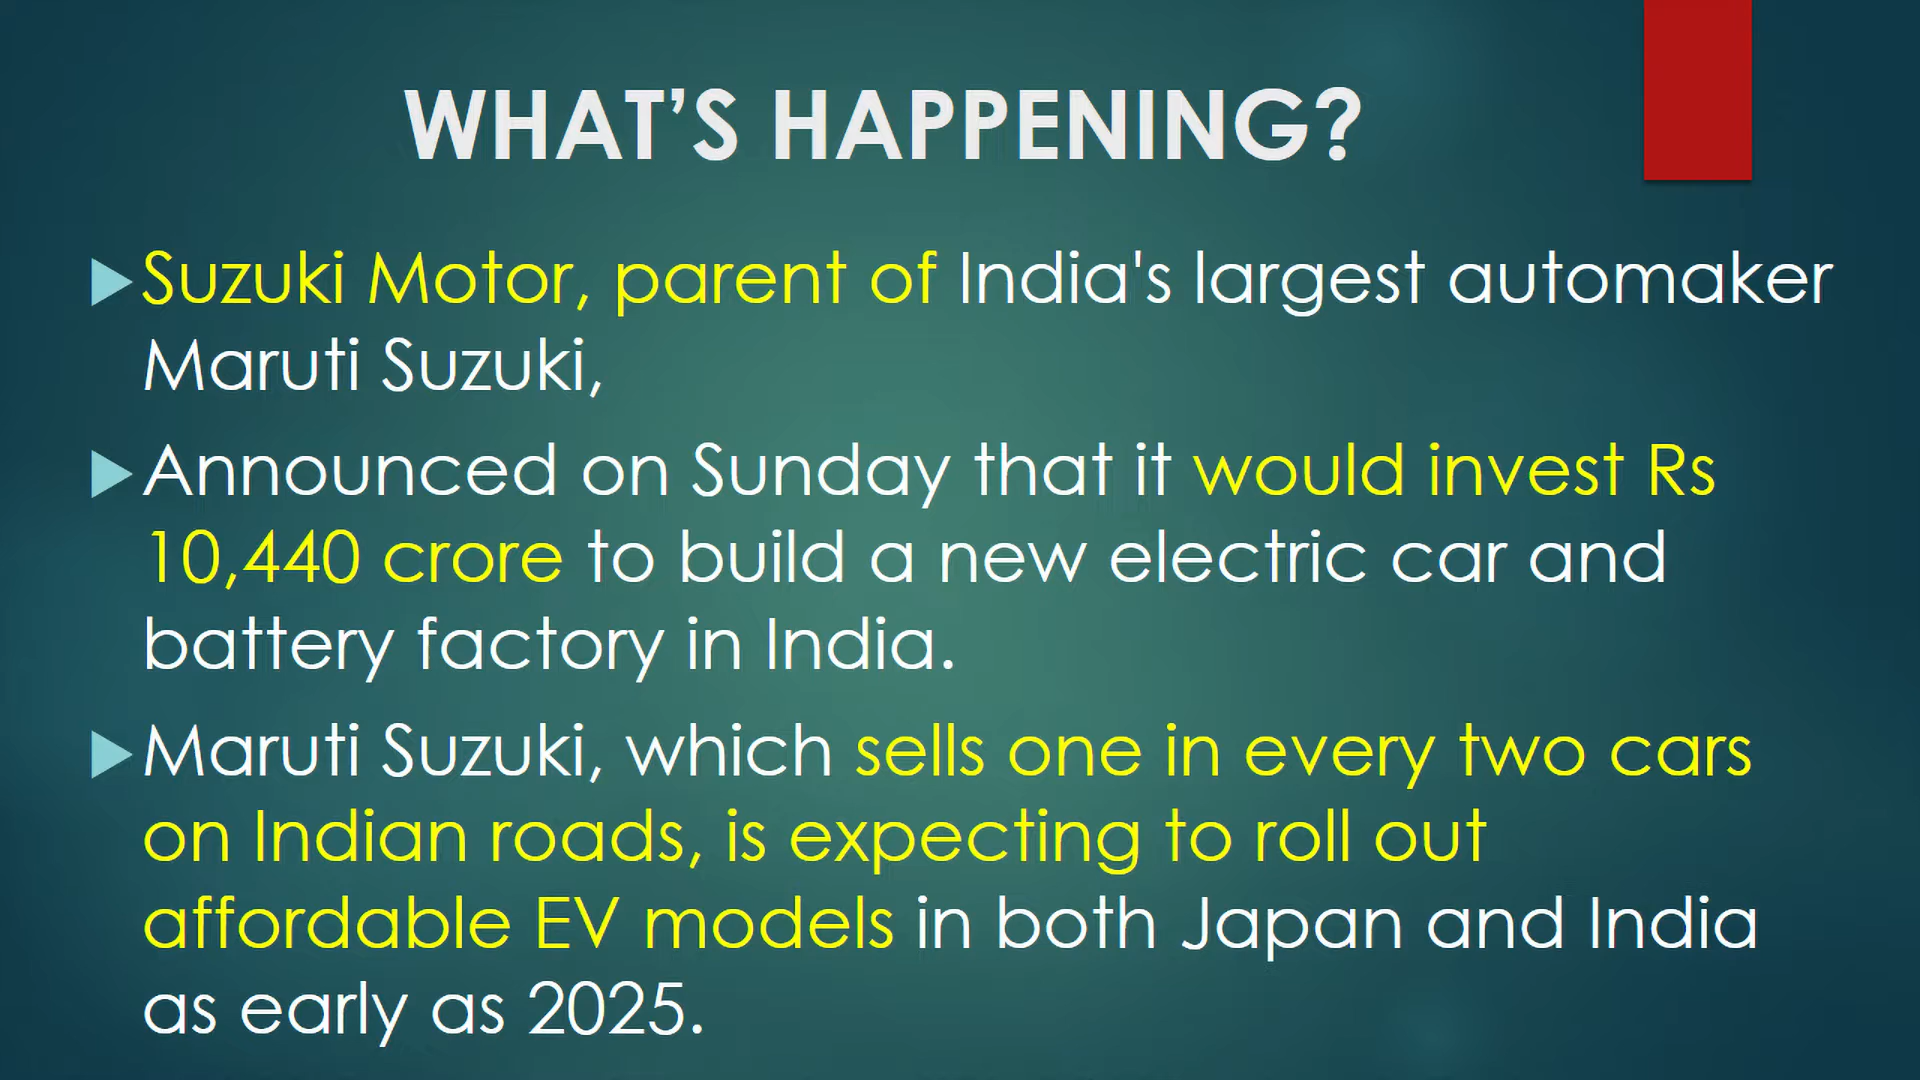 WHAT’S HAPPENING?
Suzuki Motor, parent of India's largest automaker
Maruti Suzuki,
Announced on Sunday that it would invest Rs
10,440 crore to build a new electric car and
battery factory in India.
Maruti Suzuki, which sells one in every two cars
on Indian roads, is expecting to roll out
affordable EV models in both Japan and India
as early as 2025.